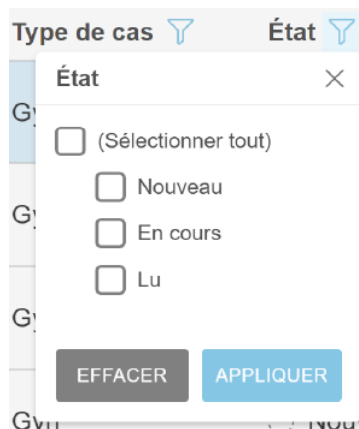 Type de cas État
État
(Sélectionner tout)
Nouveau
En cours
Lu
EFFACER APPLIQUER